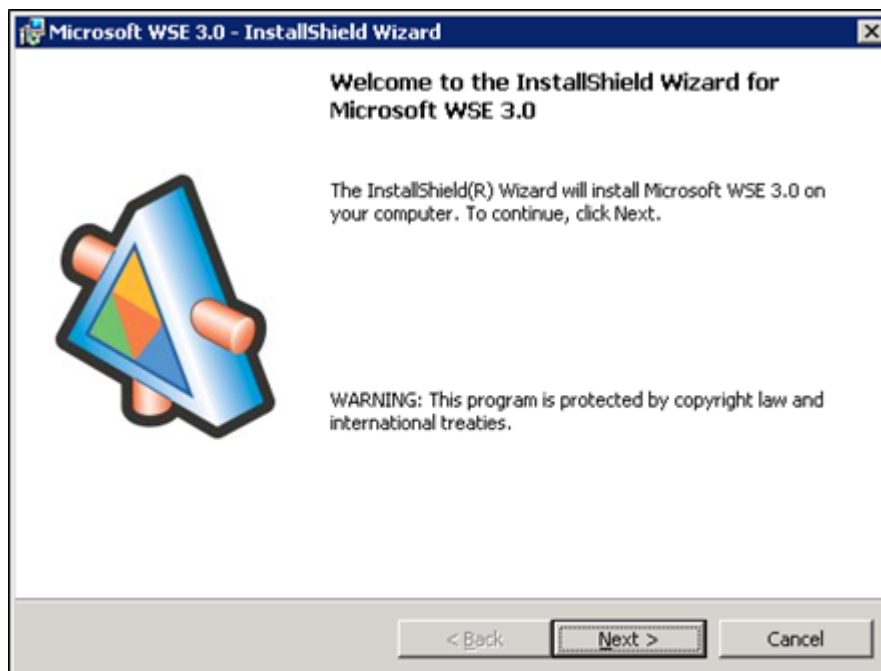 Microsoft WSE 3.0 - InstallShield Wizard
Welcome to the InstallShield Wizard for
Microsoft WSE 3.0
The InstallShield(R) Wizard will install Microsoft WSE 3.0 on
your computer. To continue, click Next.
WARNING: This program is protected by copyright law and
international treaties.
< Back Next > Cancel